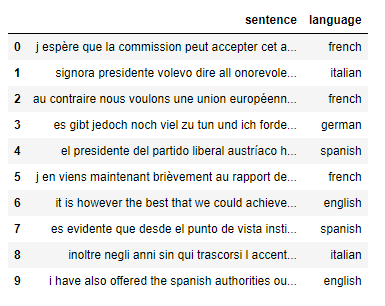 sentence language
0 j espère que la commission peut accepter cet a... french
1 signora presidente volevo dire all onorevole... italian
2 au contraire nous voulons une union européenn... french
3 es gibt jedoch noch viel zu tun und ich forde... german
4 el presidente del partido liberal austríaco h... spanish
5 j en viens maintenant brièvement au rapport de... french
6 it is however the best that we could achieve... english
7 es evidente que desde el punto de vista insti... spanish
8 inoltre negli anni sin qui trascorsi l accent... italian
9 i have also offered the spanish authorities ou... english